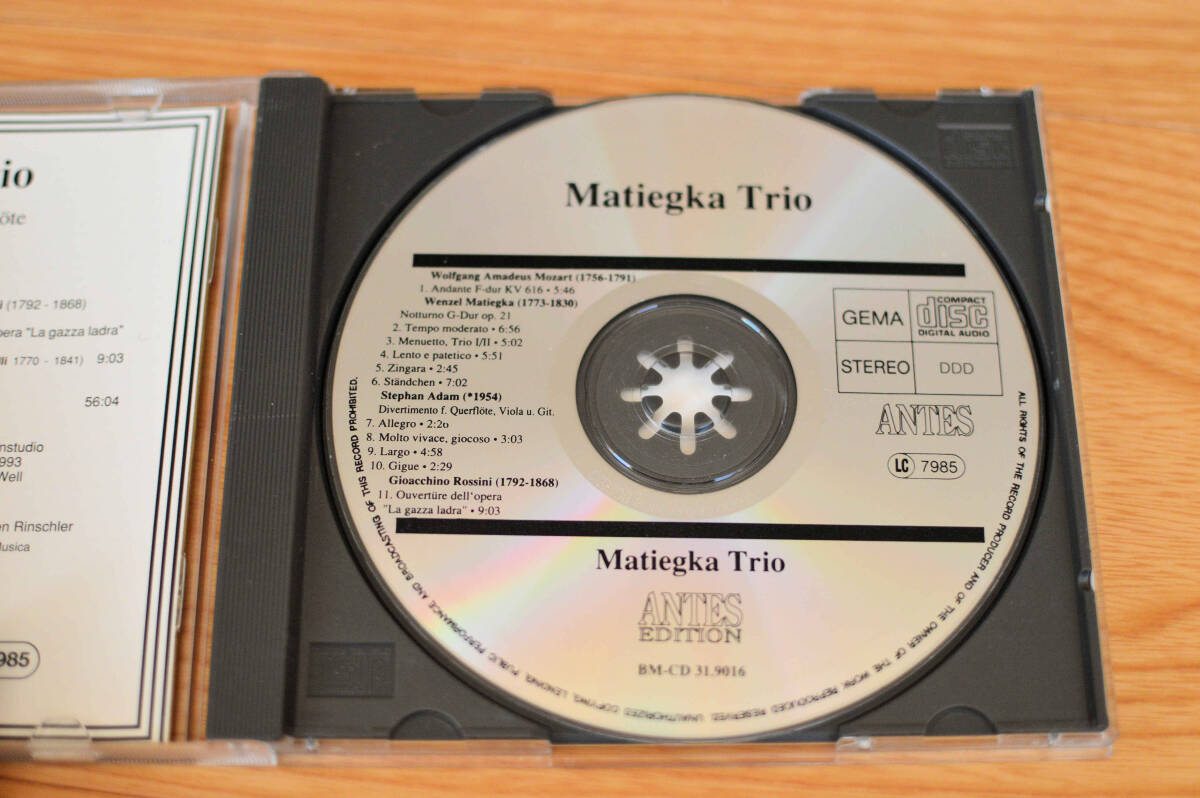 io
öte
(1792 - 1868)
pera "La gazza ladra"
lli 1770 - 1841) 9:03
56:04
nstudio
993
Well
en Rinschler
Musica
985
Matiegka Trio
Wolfgang Amadeus Mozart (1756-1791)
1. Andante F-dur KV 616 • 5:46
Wenzel Matiegka (1773-1830)
Notturno G-Dur op. 21
2. Tempo moderato • 6:56
3. Menuetto, Trio I/II • 5:02
4. Lento e patetico • 5:51
5. Zingara • 2:45
6. Ständchen • 7:02
Stephan Adam (*1954)
Divertimento f. Querflöte, Viola u. Git.
7. Allegro • 2:2o
8. Molto vivace, giocoso • 3:03
9. Largo • 4:58
10. Gigue • 2:29
Gioacchino Rossini (1792-1868)
11. Ouvertüre dell'opera
"La gazza ladra" • 9:03
GEMA
COMPACT
disc
DIGITAL AUDIO
STEREO
DDD
ANTES
LC 7985
Matiegka Trio
ANTES
EDITION
BM-CD 31.9016
ALL RIGHTS OF THE RECORD PRODUCER AND OF THE OWNER OF THE WORK REPRODUCED RESERVED. UNAUTHORIZED COPYING, LENDING, PUBLIC PERFORMANCE AND BROADCASTING OF THIS RECORD PROHIBITED.